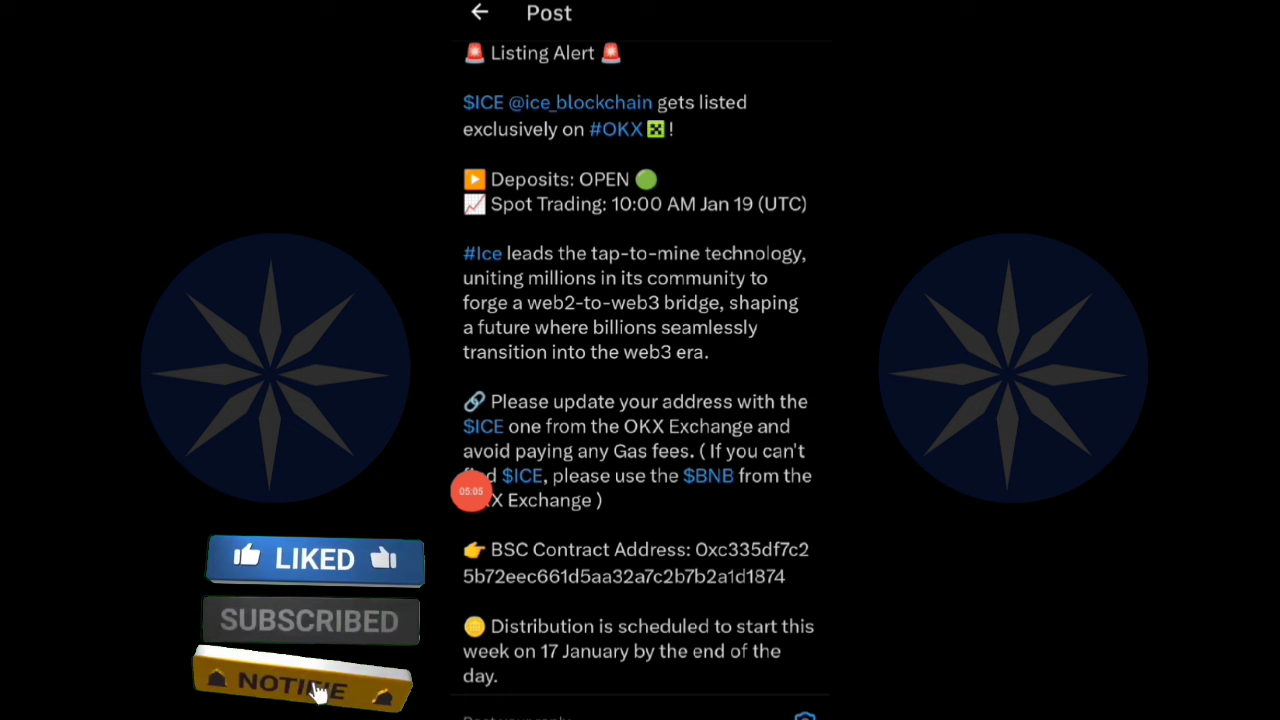 Post
🚨 Listing Alert 🚨
$ICE @ice_blockchain gets listed
exclusively on #OKX !
▶️ Deposits: OPEN 🟢
📈 Spot Trading: 10:00 AM Jan 19 (UTC)
#Ice leads the tap-to-mine technology,
uniting millions in its community to
forge a web2-to-web3 bridge, shaping
a future where billions seamlessly
transition into the web3 era.
🔗 Please update your address with the
$ICE one from the OKX Exchange and
avoid paying any Gas fees. ( If you can't
$ICE, please use the $BNB from the
05:05
Exchange )
👉 BSC Contract Address: 0xc335df7c2
5b72eec661d5aa32a7c2b7b2a1d1874
🪙 Distribution is scheduled to start this
week on 17 January by the end of the
day.
LIKED
SUBSCRIBED